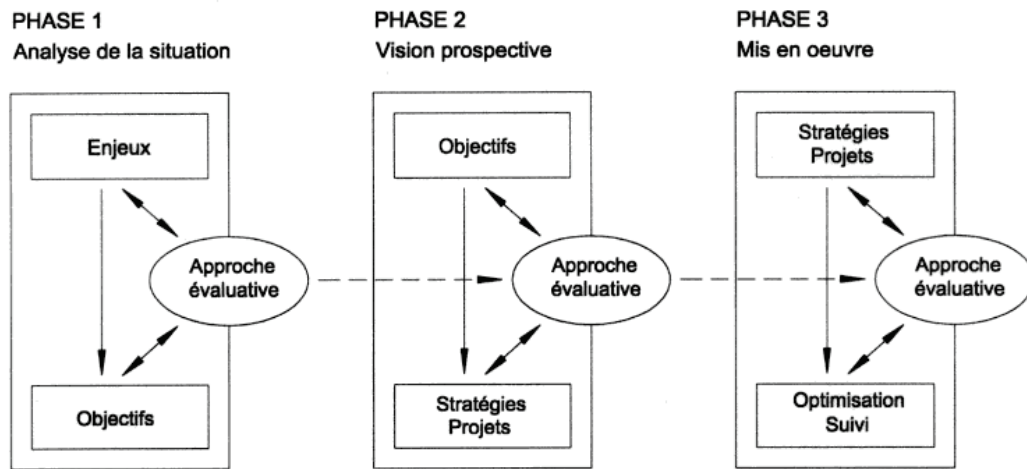 PHASE 1
Analyse de la situation
Enjeux
Approche
évaluative
Objectifs
PHASE 2
Vision prospective
Objectifs
Approche
évaluative
Stratégies
Projets
PHASE 3
Mis en oeuvre
Stratégies
Projets
Approche
évaluative
Optimisation
Suivi